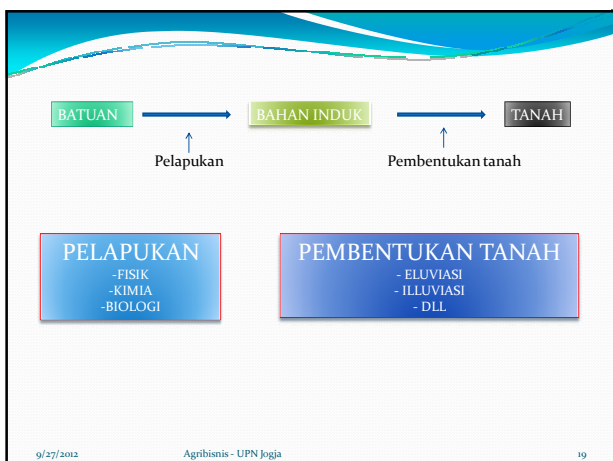 BATUAN
BAHAN INDUK
TANAH
Pelapukan
Pembentukan tanah
PELAPUKAN
-FISIK
-KIMIA
-BIOLOGI
PEMBENTUKAN TANAH
- ELUVIASI
- ILLUVIASI
- DLL
9/27/2012
Agribisnis - UPN Jogja
19